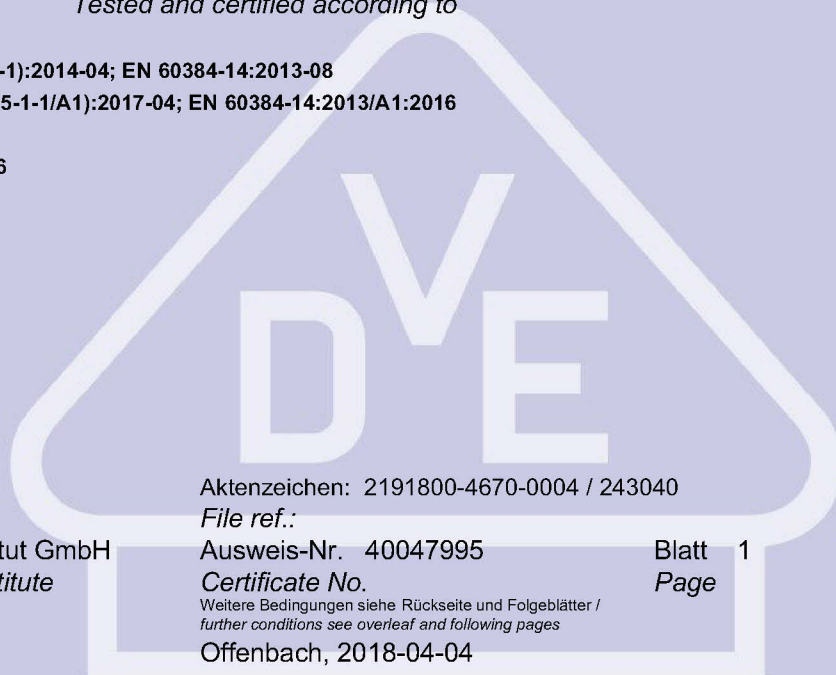 Tested and certified according to
-1):2014-04; EN 60384-14:2013-08
5-1-1/A1):2017-04; EN 60384-14:2013/A1:2016
6
VDE
Aktenzeichen: 2191800-4670-0004 / 243040
File ref.:
tut GmbH Ausweis-Nr. 40047995 Blatt 1
titute Certificate No. Page
Weitere Bedingungen siehe Rückseite und Folgeblätter /
further conditions see overleaf and following pages
Offenbach, 2018-04-04